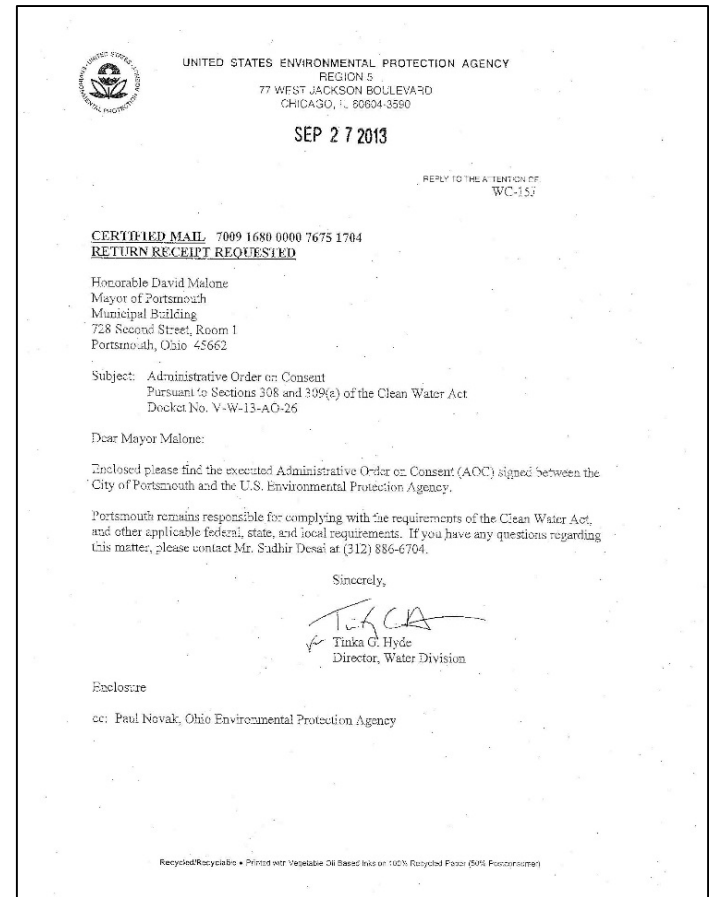 UNITED STATES ENVIRONMENTAL PROTECTION AGENCY
REGION 5
77 WEST JACKSON BOULEVARD
CHICAGO, IL 60604-3590
SEP 2 7 2013
REPLY TO THE ATTENTION OF:
WC-15J
CERTIFIED MAIL 7009 1680 0000 7675 1704
RETURN RECEIPT REQUESTED
Honorable David Malone
Mayor of Portsmouth
Municipal Building
728 Second Street, Room 1
Portsmouth, Ohio 45662
Subject: Administrative Order on Consent
Pursuant to Sections 308 and 309(a) of the Clean Water Act
Docket No. V-W-13-AO-26
Dear Mayor Malone:
Enclosed please find the executed Administrative Order on Consent (AOC) signed between the
City of Portsmouth and the U.S. Environmental Protection Agency.
Portsmouth remains responsible for complying with the requirements of the Clean Water Act,
and other applicable federal, state, and local requirements. If you have any questions regarding
this matter, please contact Mr. Sudhir Desai at (312) 886-6704.
Sincerely,
Tinka G. Hyde
Director, Water Division
Enclosure
cc: Paul Novak, Ohio Environmental Protection Agency
Recycled/Recyclable • Printed with Vegetable Oil Based Inks on 100% Recycled Paper (50% Postconsumer)